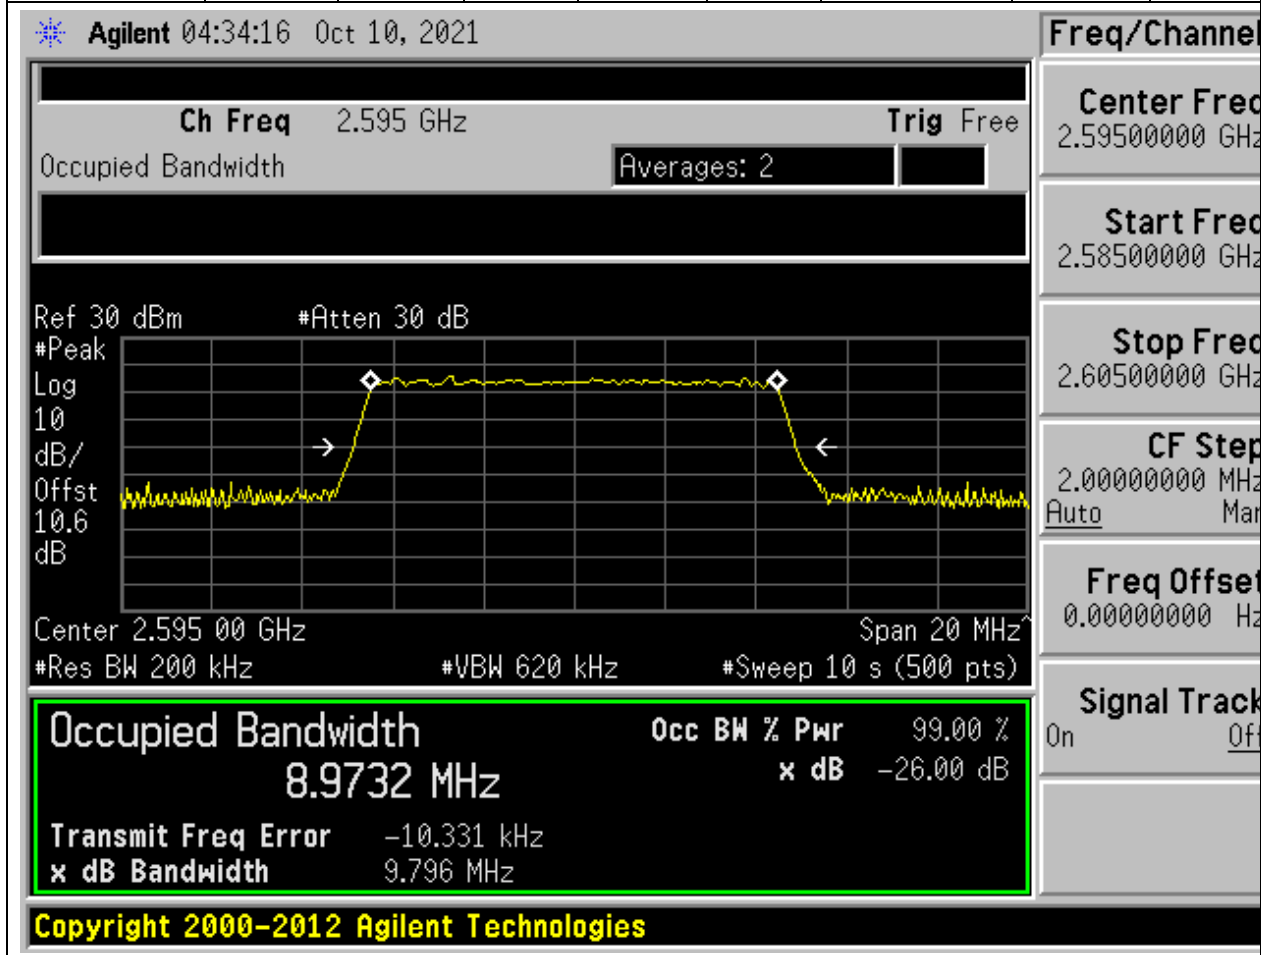 Agilent 04:34:16 Oct 10, 2021
Freq/Channel
Ch Freq 2.595 GHz Trig Free
Occupied Bandwidth Averages: 2
Ref 30 dBm #Atten 30 dB
#Peak
Log
10
dB/
Offst
10.6
dB
Center 2.595 00 GHz Span 20 MHz^
#Res BW 200 kHz #VBW 620 kHz #Sweep 10 s (500 pts)
Occupied Bandwidth
8.9732 MHz
Occ BW % Pwr 99.00 %
x dB -26.00 dB
Transmit Freq Error -10.331 kHz
x dB Bandwidth 9.796 MHz
Center Freq
2.59500000 GHz
Start Freq
2.58500000 GHz
Stop Freq
2.60500000 GHz
CF Step
2.00000000 MHz
Auto Man
Freq Offset
0.00000000 Hz
Signal Track
On Off
Copyright 2000-2012 Agilent Technologies